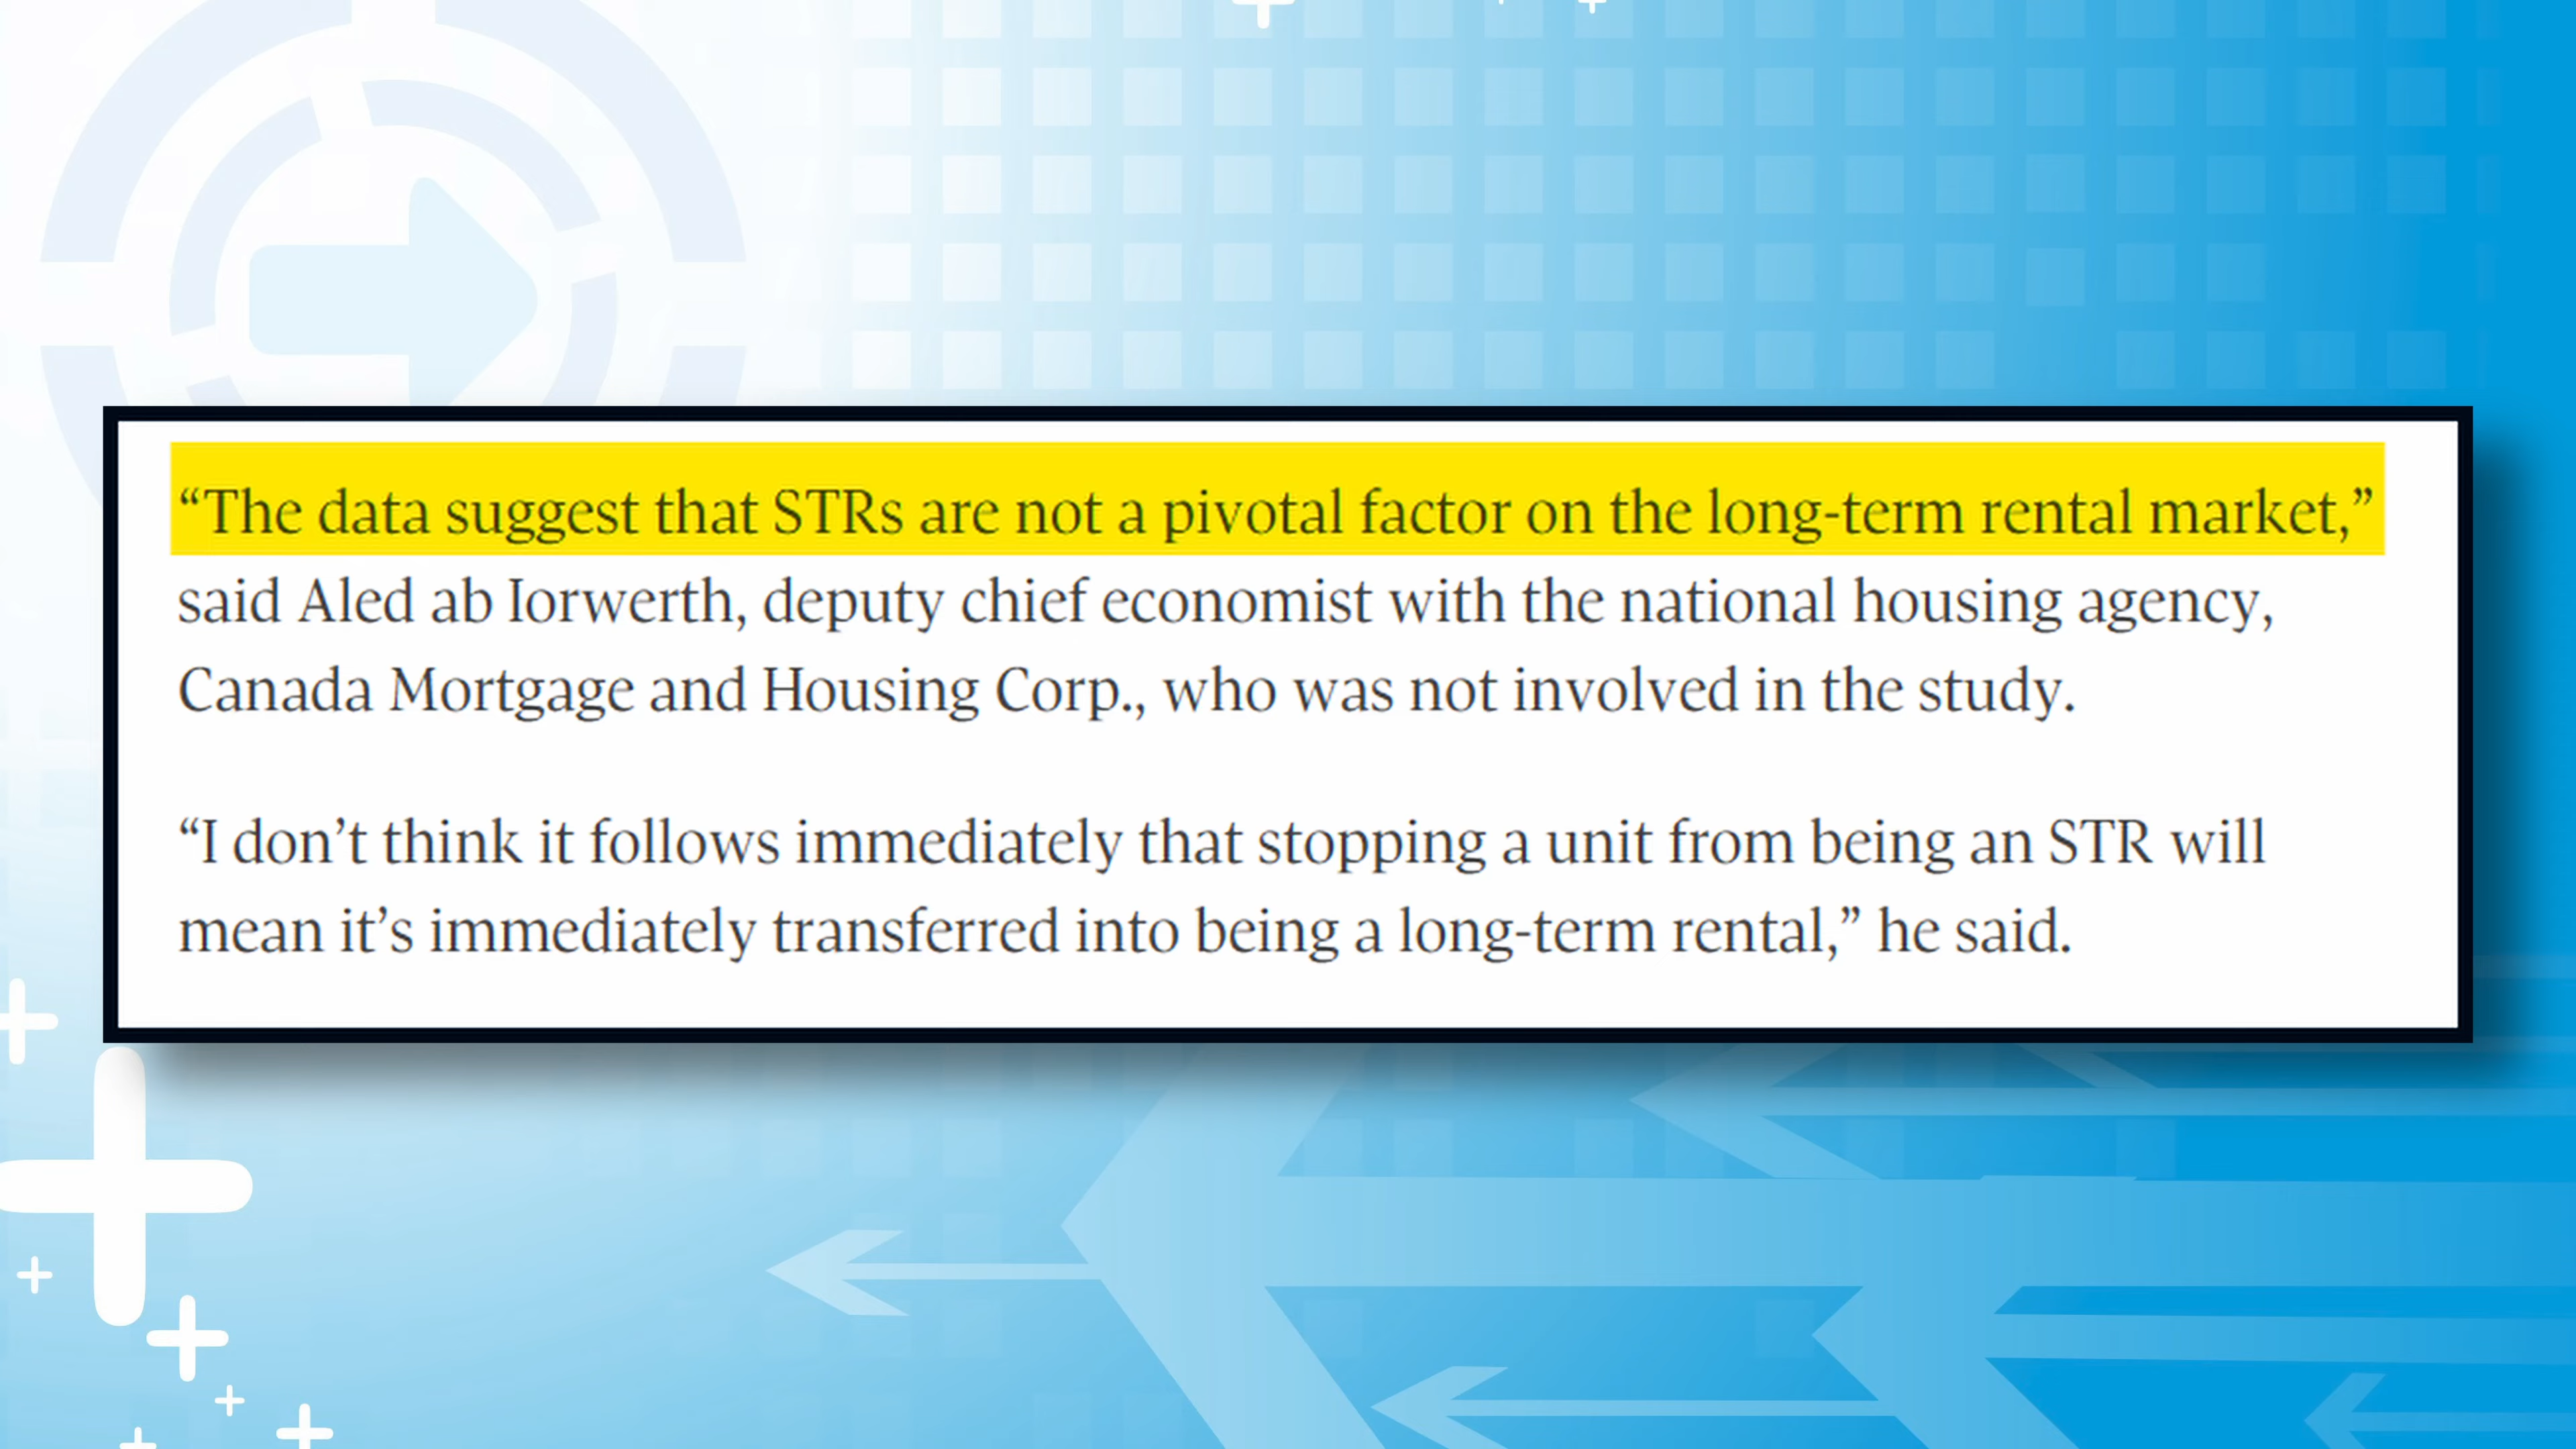 “The data suggest that STRs are not a pivotal factor on the long-term rental market,”
said Aled ab Iorwerth, deputy chief economist with the national housing agency,
Canada Mortgage and Housing Corp., who was not involved in the study.
“I don’t think it follows immediately that stopping a unit from being an STR will
mean it’s immediately transferred into being a long-term rental,” he said.